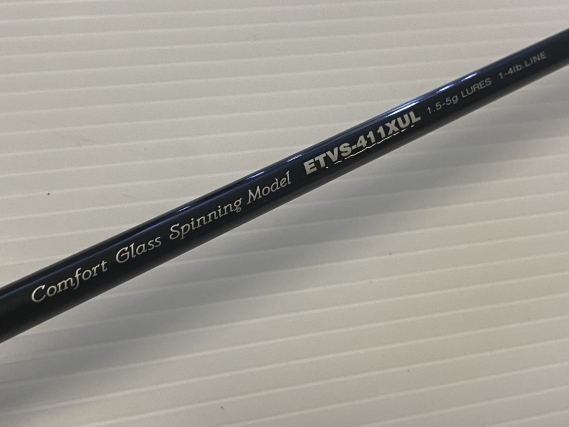 Comfort Glass Spinning Model ETVS-411XUL 1.5-5g LURES 1-4lb.LINE